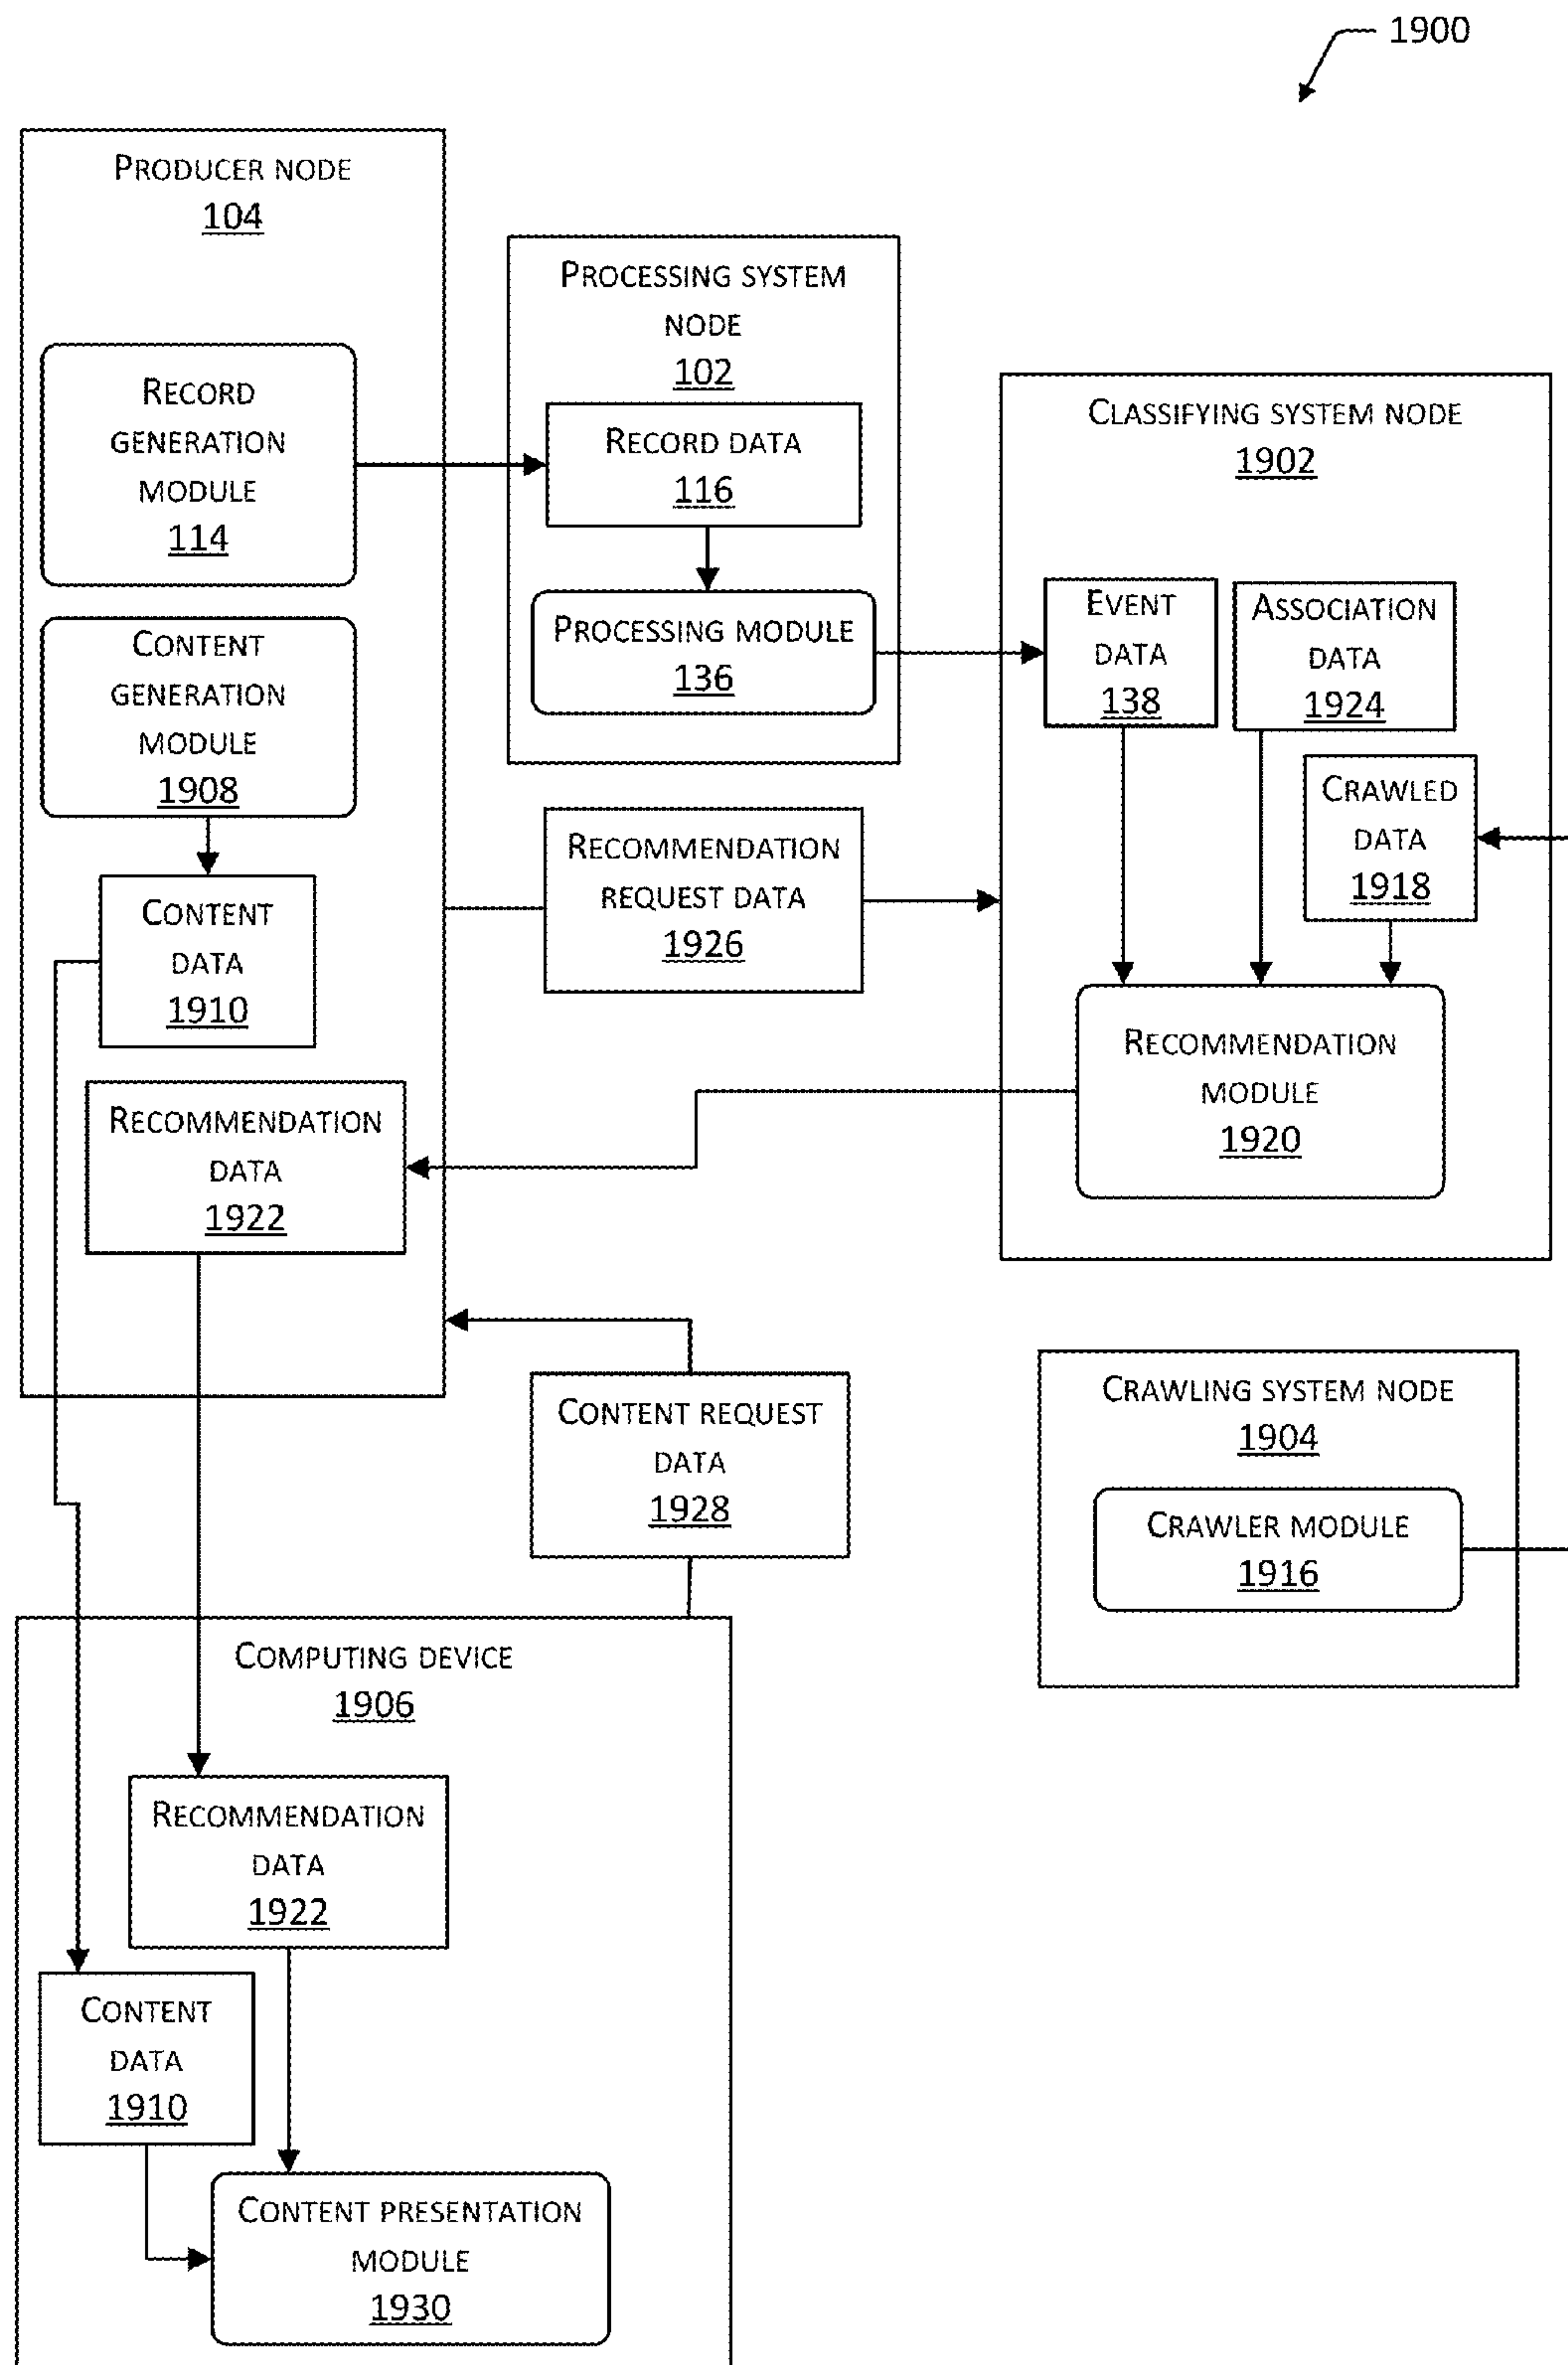 1900
PRODUCER NODE
104
RECORD
GENERATION
MODULE
114
CONTENT
GENERATION
MODULE
1908
CONTENT
DATA
1910
RECOMMENDATION
DATA
1922
PROCESSING SYSTEM
NODE
102
RECORD DATA
116
PROCESSING MODULE
136
RECOMMENDATION
REQUEST DATA
1926
CLASSIFYING SYSTEM NODE
1902
EVENT
DATA
138
ASSOCIATION
DATA
1924
CRAWLED
DATA
1918
RECOMMENDATION
MODULE
1920
CONTENT REQUEST
DATA
1928
CRAWLING SYSTEM NODE
1904
CRAWLER MODULE
1916
COMPUTING DEVICE
1906
RECOMMENDATION
DATA
1922
CONTENT
DATA
1910
CONTENT PRESENTATION
MODULE
1930